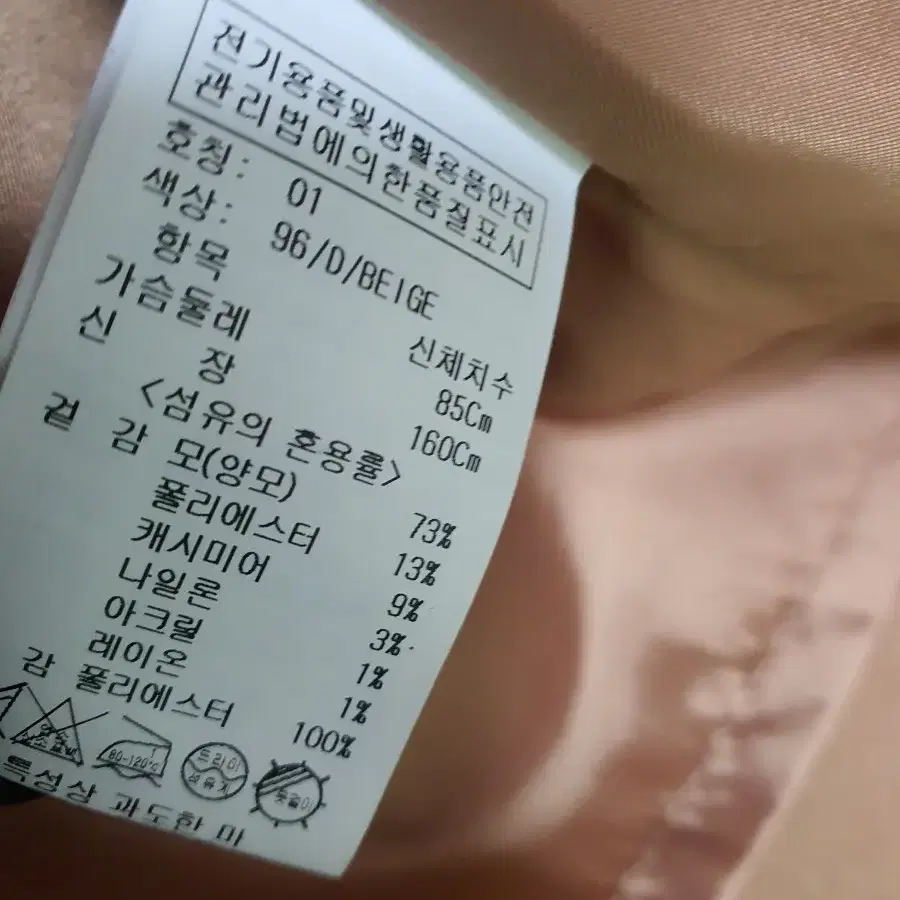 전기용품및생활용품안전
관리법에의한품질표시
호칭: 01
색상: 96/D/BEIGE
항목 신체치수
가슴둘레 85Cm
신 장 160Cm
<섬유의 혼용률>
겉 감 모(양모) 73%
폴리에스터 13%
캐시미어 9%
나일론 3%
아크릴 1%
레이온 1%
감 폴리에스터 100%
80-120℃ 드라이
특성상 과도한 마